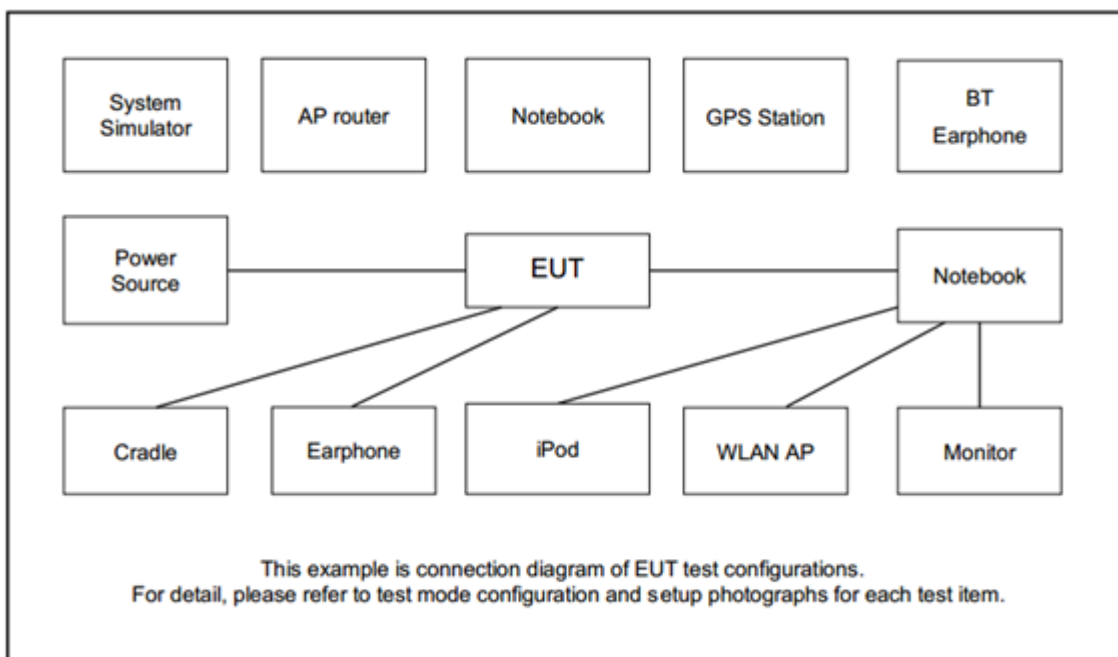 System
Simulator
AP router
Notebook
GPS Station
BT
Earphone
Power
Source
EUT
Notebook
Cradle
Earphone
iPod
WLAN AP
Monitor
This example is connection diagram of EUT test configurations.
For detail, please refer to test mode configuration and setup photographs for each test item.